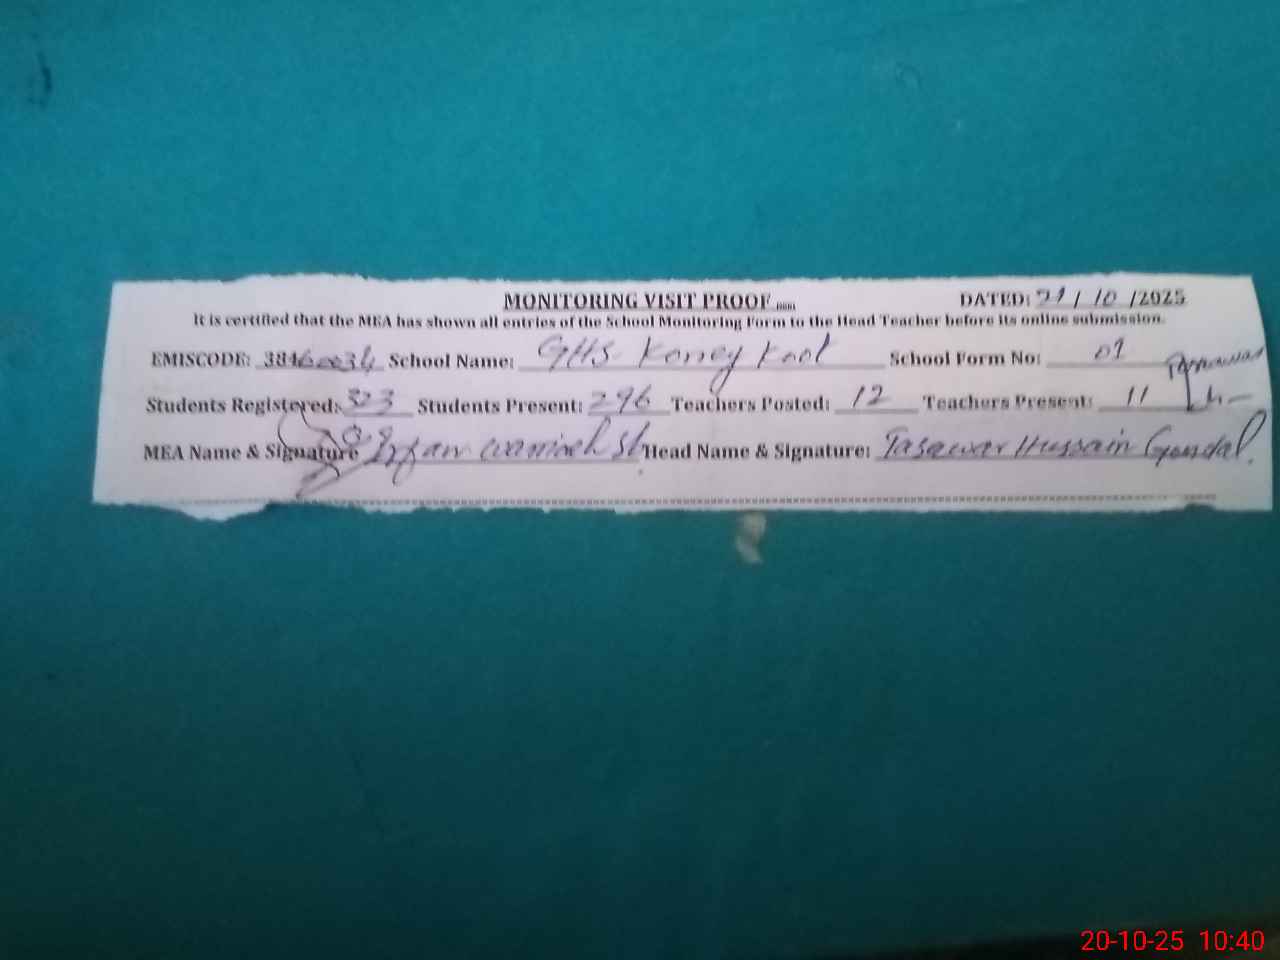 MONITORING VISIT PROOF DATED: 21/10/2025
It is certified that the MEA has shown all entries of the School Monitoring Form to the Head Teacher before its online submission.
EMISCODE: 38460034 School Name: GHS Koney Kool School Form No: 01
Students Registered: 323 Students Present: 296 Teachers Posted: 12 Teachers Present: 11
MEA Name & Signature Irfan Head Name & Signature: Tasawar Hussain Gondal.
20-10-25 10:40